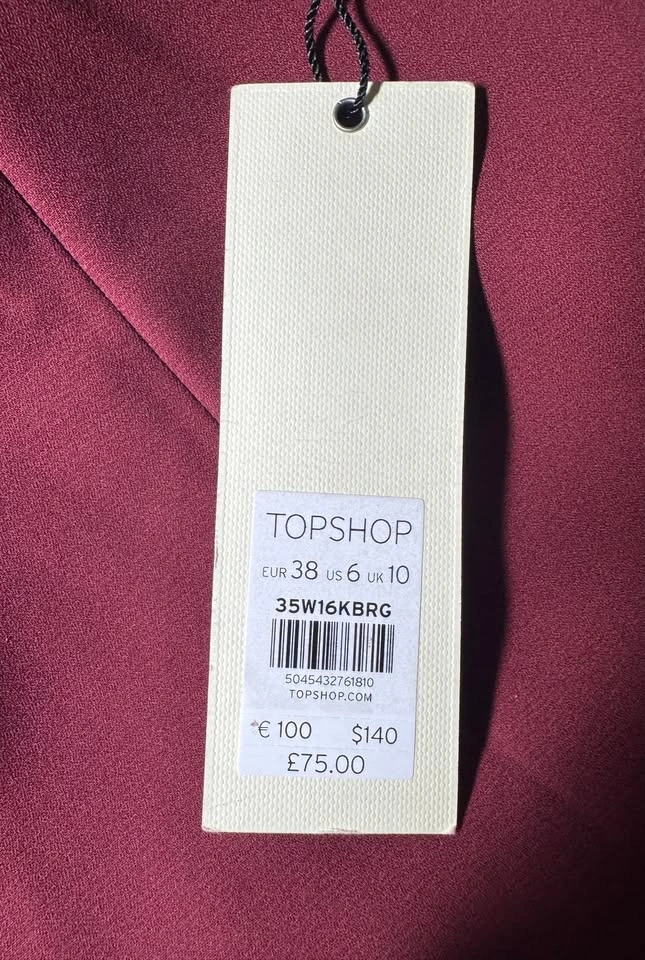 TOPSHOP
EUR 38 US 6 UK 10
35W16KBRG
5045432761810
TOPSHOP.COM
€ 100 $140
£75.00